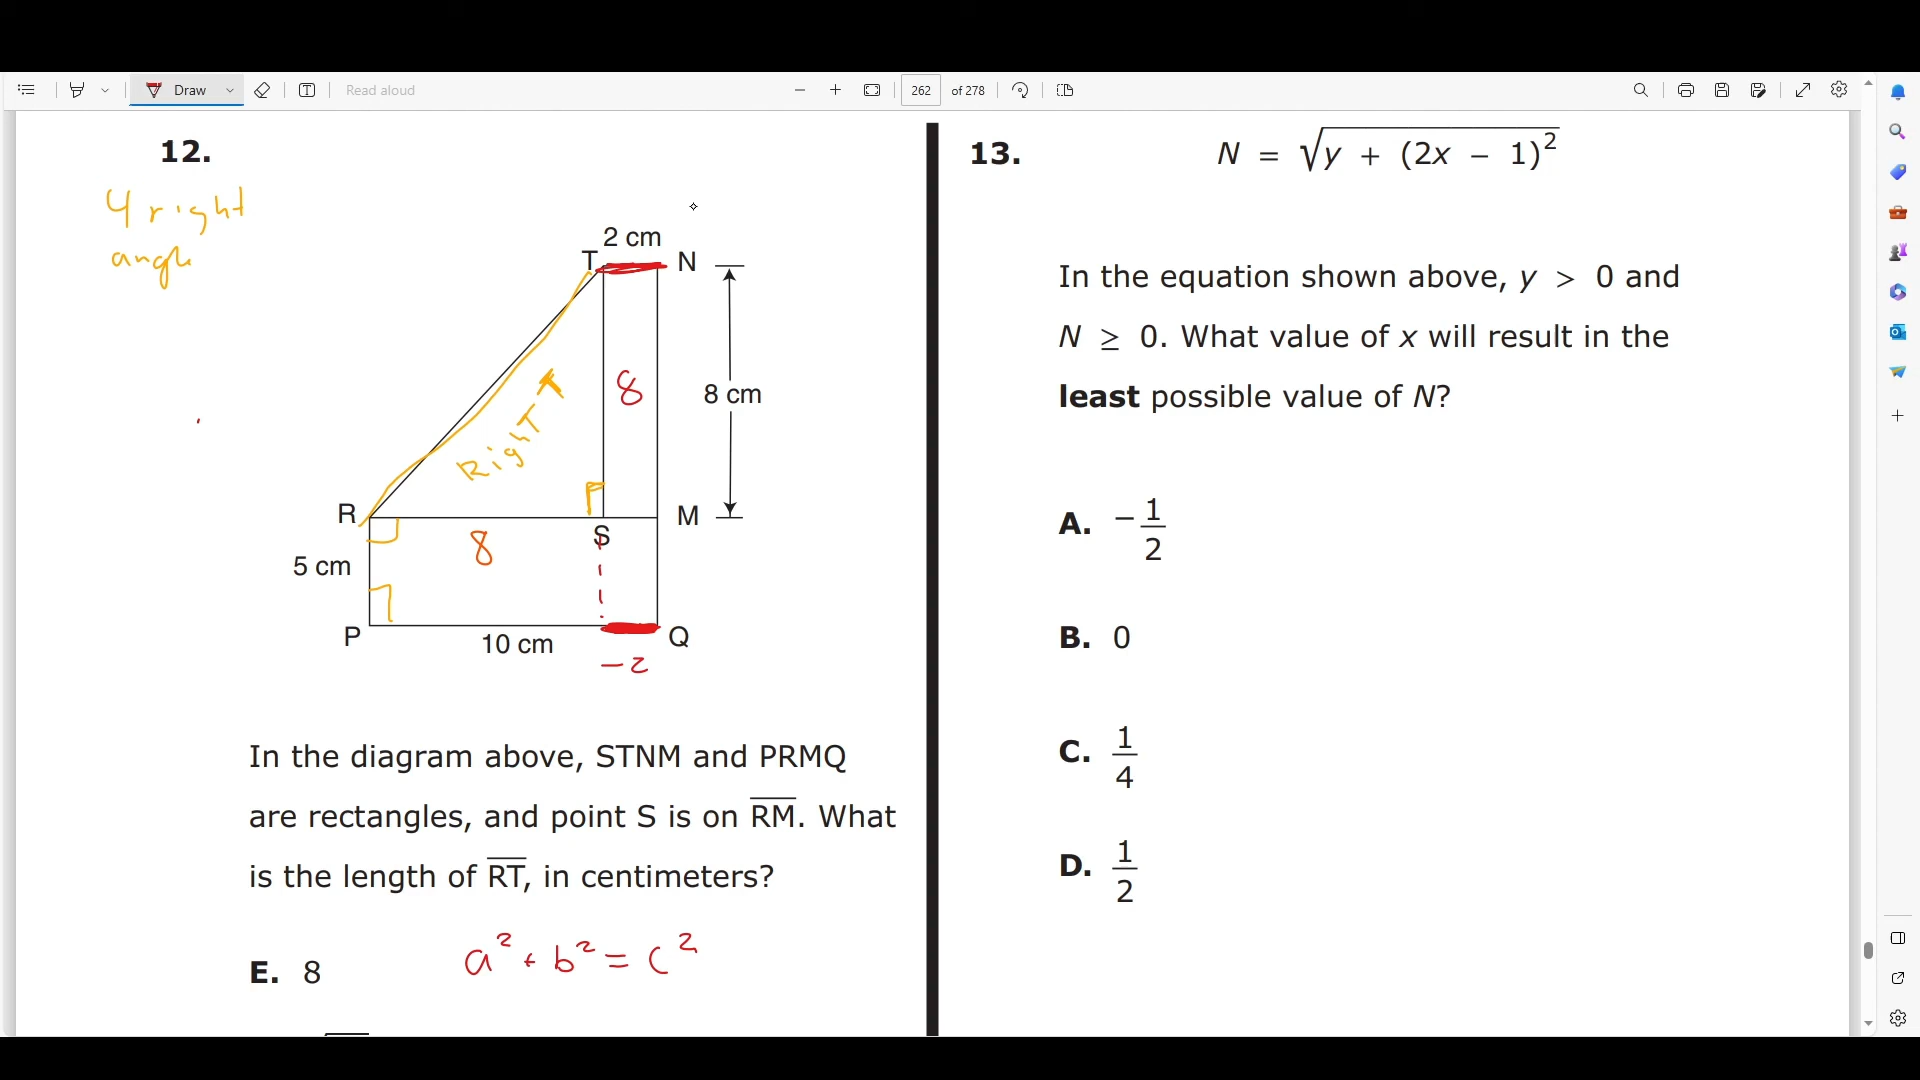 Draw
Read aloud
262 of 278
12.
4 right
angle
2 cm
T
N
8
8 cm
RighT
R
S
M
8
5 cm
P
10 cm
Q
-2
In the diagram above, STNM and PRMQ
are rectangles, and point S is on RM. What
is the length of RT, in centimeters?
E. 8
a² + b² = c²
13.
N = √y + (2x − 1)²
In the equation shown above, y > 0 and
N ≥ 0. What value of x will result in the
least possible value of N?
A. −1/2
B. 0
C. 1/4
D. 1/2